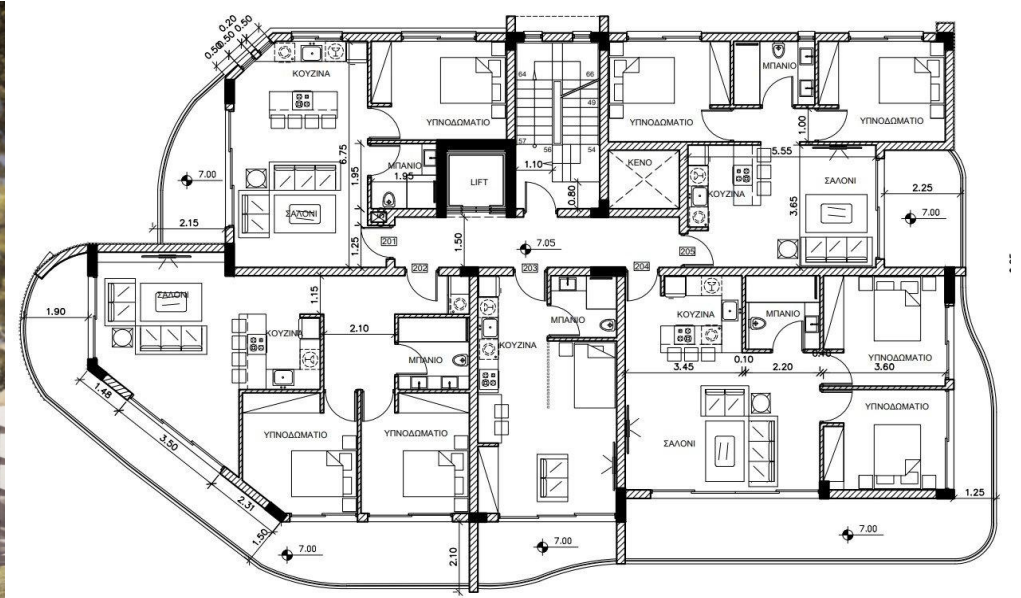 0.20
0.50
0.50
0.50
ΚΟΥΖΙΝΑ
ΥΠΝΟΔΩΜΑΤΙΟ
64
66
49
57
56
54
ΥΠΝΟΔΩΜΑΤΙΟ
ΜΠΑΝΙΟ
ΥΠΝΟΔΩΜΑΤΙΟ
1.00
6.75
ΜΠΑΝΙΟ
1.95
1.95
LIFT
1.10
0.80
ΚΕΝΟ
5.55
ΚΟΥΖΙΝΑ
ΣΑΛΟΝΙ
3.65
2.25
7.00
7.00
2.15
ΣΑΛΟΝΙ
1.25
201
1.50
7.05
202
203
204
205
1.90
ΣΑΛΟΝΙ
1.15
ΚΟΥΖΙΝΑ
2.10
ΜΠΑΝΙΟ
ΚΟΥΖΙΝΑ
ΜΠΑΝΙΟ
ΚΟΥΖΙΝΑ
ΜΠΑΝΙΟ
ΥΠΝΟΔΩΜΑΤΙΟ
3.45
0.10
2.20
3.60
1.48
3.50
2.31
1.50
ΥΠΝΟΔΩΜΑΤΙΟ
ΥΠΝΟΔΩΜΑΤΙΟ
ΣΑΛΟΝΙ
ΥΠΝΟΔΩΜΑΤΙΟ
1.25
7.00
2.10
7.00
7.00